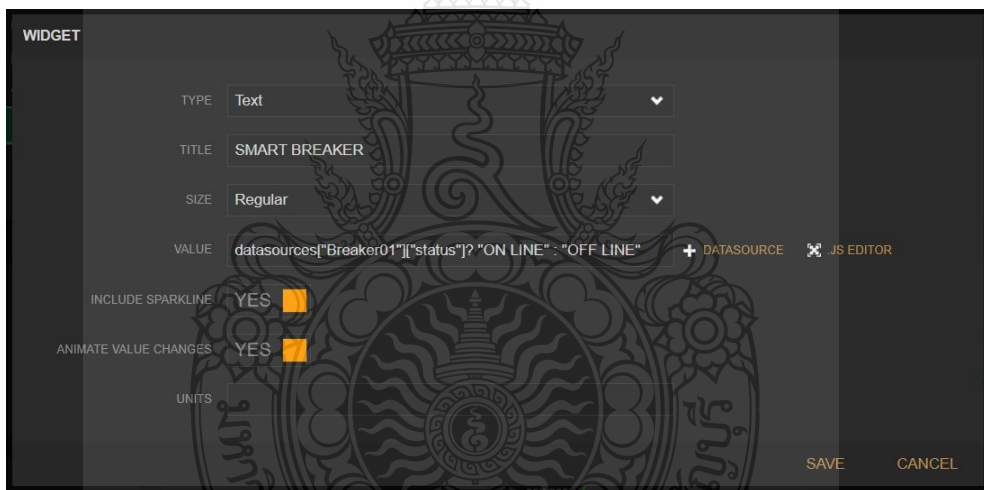 WIDGET
TYPE Text
TITLE SMART BREAKER
SIZE Regular
VALUE datasources["Breaker01"]["status"]? "ON LINE" : "OFF LINE" + DATASOURCE .JS EDITOR
INCLUDE SPARKLINE YES
ANIMATE VALUE CHANGES YES
UNITS
SAVE CANCEL